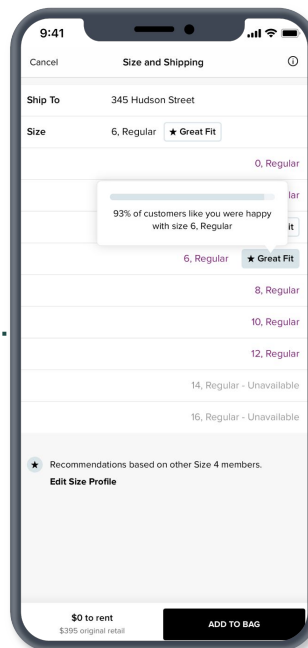 9:41
Cancel Size and Shipping
Ship To 345 Hudson Street
Size 6, Regular ★ Great Fit
0, Regular
lar
93% of customers like you were happy
with size 6, Regular
it
6, Regular ★ Great Fit
8, Regular
10, Regular
12, Regular
14, Regular - Unavailable
16, Regular - Unavailable
★ Recommendations based on other Size 4 members.
Edit Size Profile
$0 to rent
$395 original retail
ADD TO BAG